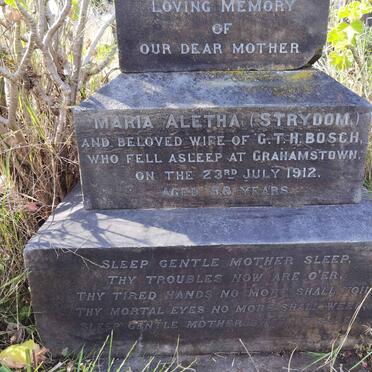 LOVING MEMORY
OF
OUR DEAR MOTHER
MARIA ALETHA (STRYDOM,)
AND BELOVED WIFE OF G.T.H. BOSCH,
WHO FELL ASLEEP AT GRAHAMSTOWN,
ON THE 23RD JULY 1912.
AGED 58 YEARS.
SLEEP GENTLE MOTHER SLEEP,
THY TROUBLES NOW ARE O'ER,
THY TIRED HANDS NO MORE SHALL TOIL
THY MORTAL EYES NO MORE SHALL WEEP
SLEEP GENTLE MOTHER